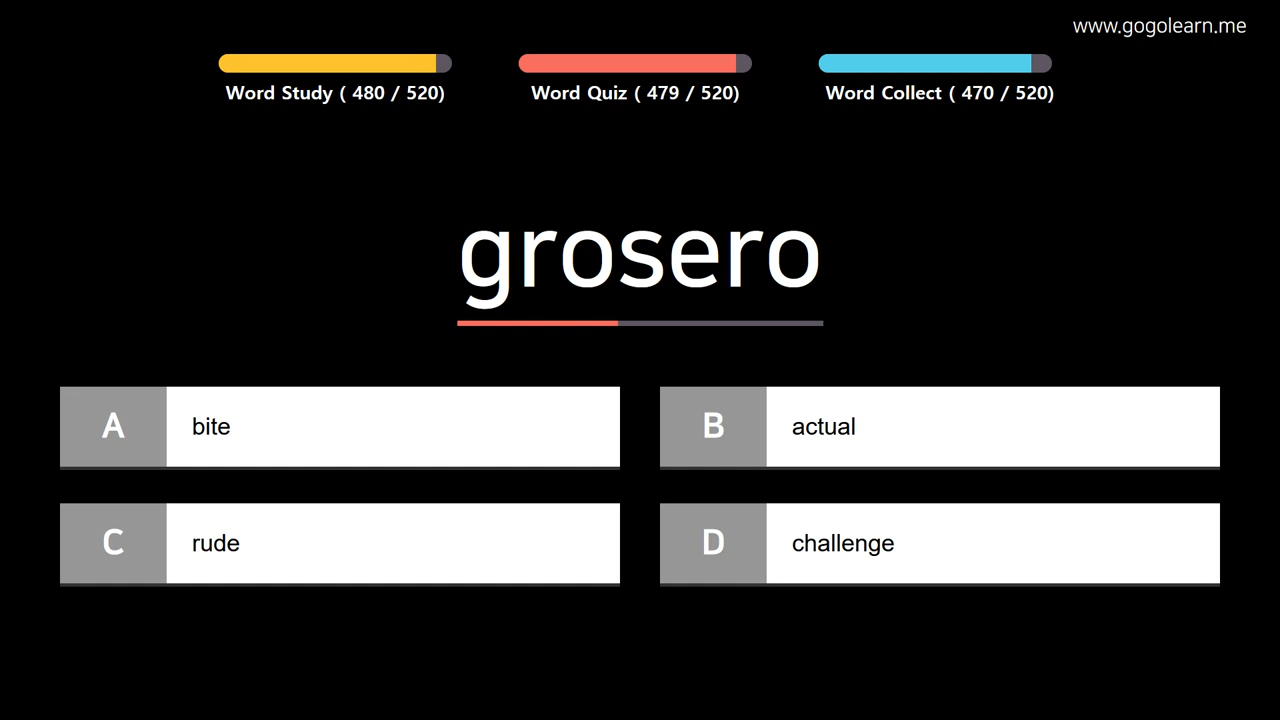 www.gogolearn.me
Word Study ( 480 / 520)
Word Quiz ( 479 / 520)
Word Collect ( 470 / 520)
grosero
A
bite
B
actual
C
rude
D
challenge